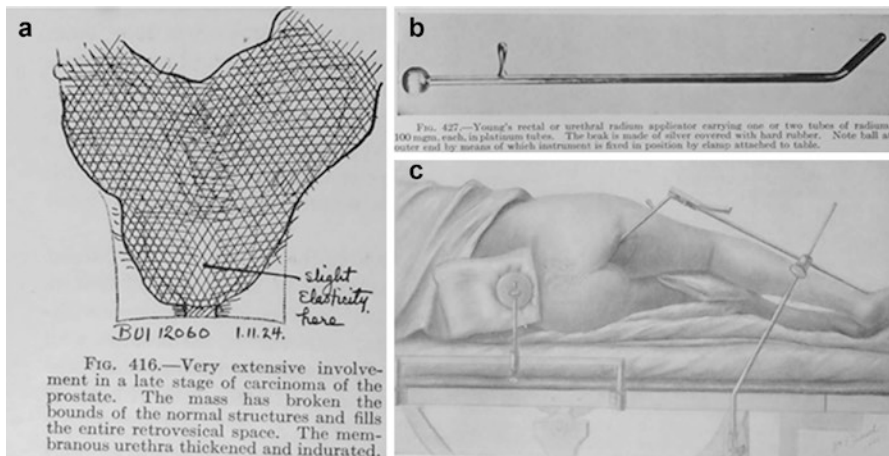 a
slight
Elasticity
here
BUI 12060 1.11.24.
FIG. 416.—Very extensive involve-
ment in a late stage of carcinoma of the
prostate. The mass has broken the
bounds of the normal structures and fills
the entire retrovesical space. The mem-
branous urethra thickened and indurated.
b
FIG. 427.—Young's rectal or urethral radium applicator carrying one or two tubes of radium
100 mgm. each, in platinum tubes. The beak is made of silver covered with hard rubber. Note ball a
outer end by means of which instrument is fixed in position by clamp attached to table.
c